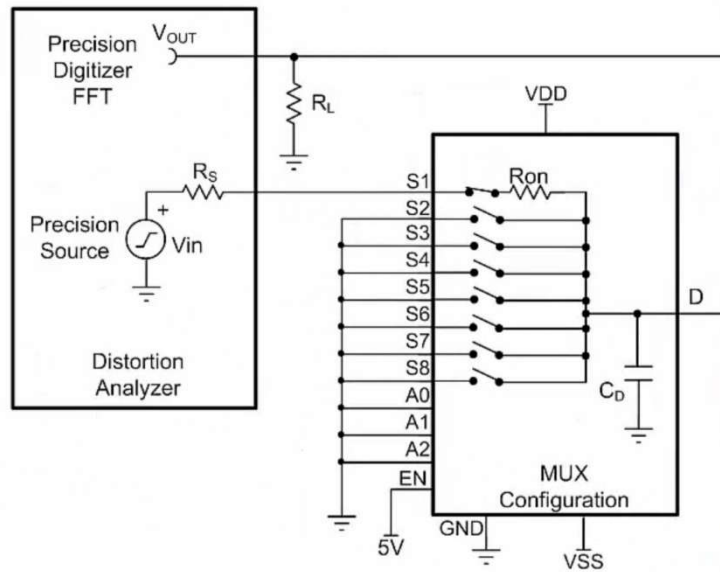 Precision
Digitizer
FFT
VOUT
RL
RS
Precision
Source
+
Vin
Distortion
Analyzer
VDD
S1
Ron
S2
S3
S4
S5
S6
S7
S8
A0
A1
A2
EN
5V
GND
VSS
D
CD
MUX
Configuration